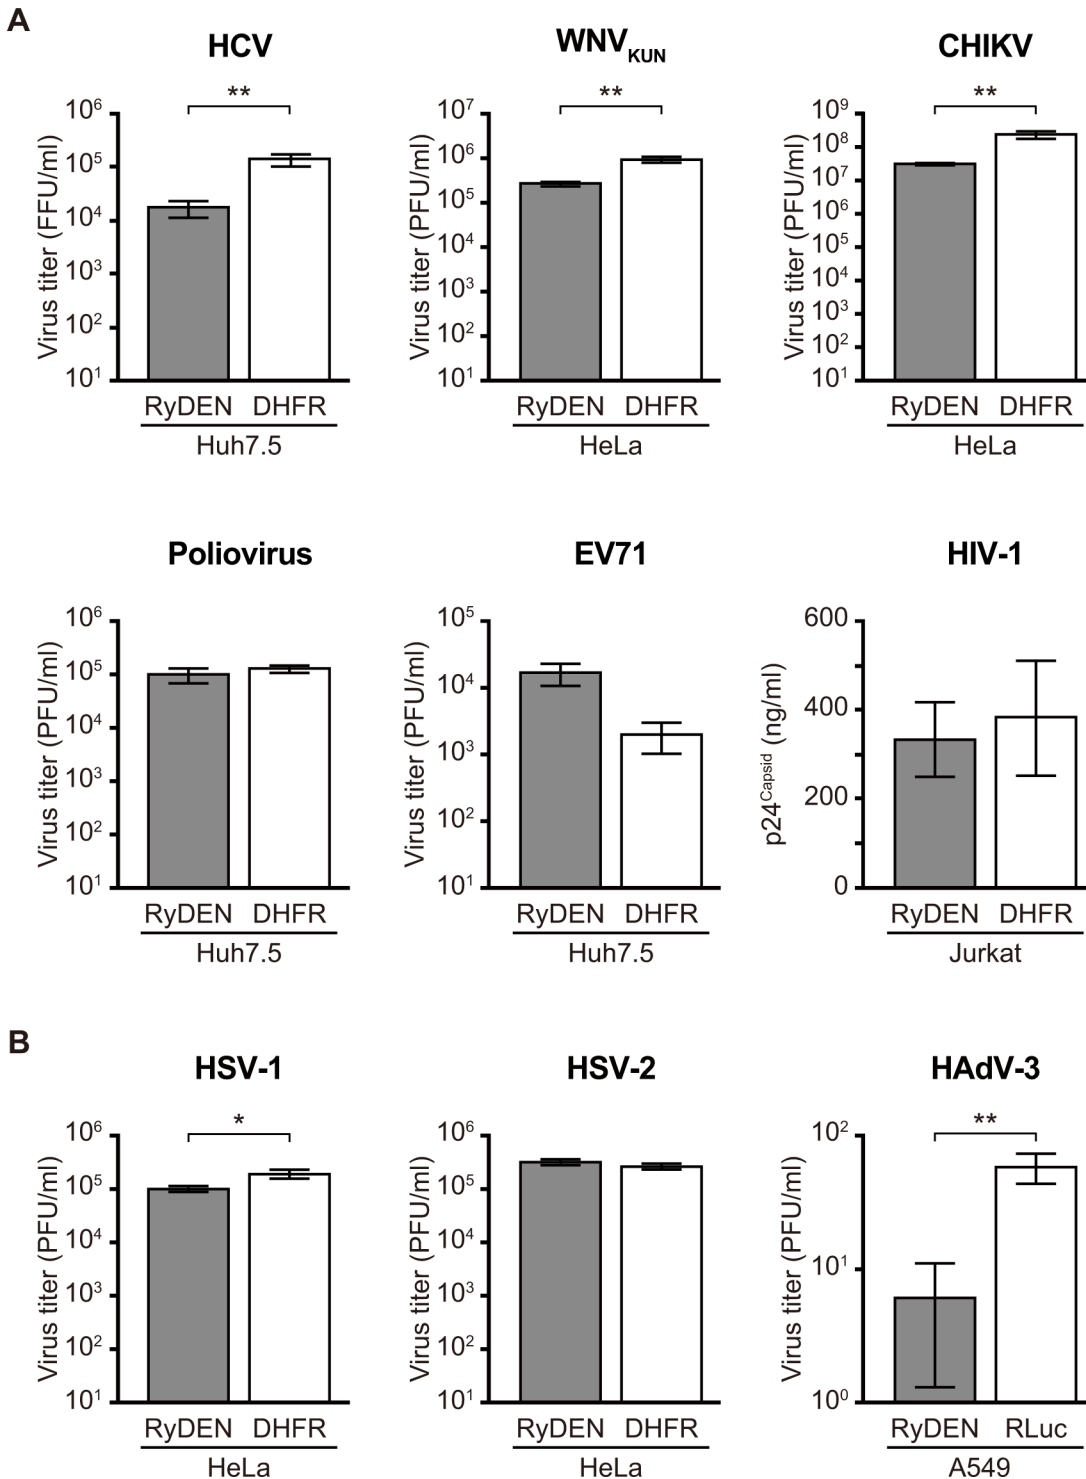 A
HCV
WNV KUN
CHIKV
**
**
**
Virus titer (FFU/ml)
10^6
10^5
10^4
10^3
10^2
10^1
RyDEN DHFR
Huh7.5
Virus titer (PFU/ml)
10^7
10^6
10^5
10^4
10^3
10^2
10^1
RyDEN DHFR
HeLa
Virus titer (PFU/ml)
10^9
10^8
10^7
10^6
10^5
10^4
10^3
10^2
10^1
RyDEN DHFR
HeLa
Poliovirus
Virus titer (PFU/ml)
10^6
10^5
10^4
10^3
10^2
10^1
RyDEN DHFR
Huh7.5
EV71
Virus titer (PFU/ml)
10^5
10^4
10^3
10^2
10^1
RyDEN DHFR
Huh7.5
HIV-1
p24^Capsid (ng/ml)
600
400
200
0
RyDEN DHFR
Jurkat
B
HSV-1
*
Virus titer (PFU/ml)
10^6
10^5
10^4
10^3
10^2
10^1
RyDEN DHFR
HeLa
HSV-2
Virus titer (PFU/ml)
10^6
10^5
10^4
10^3
10^2
10^1
RyDEN DHFR
HeLa
HAdV-3
**
Virus titer (PFU/ml)
10^2
10^1
10^0
RyDEN RLuc
A549